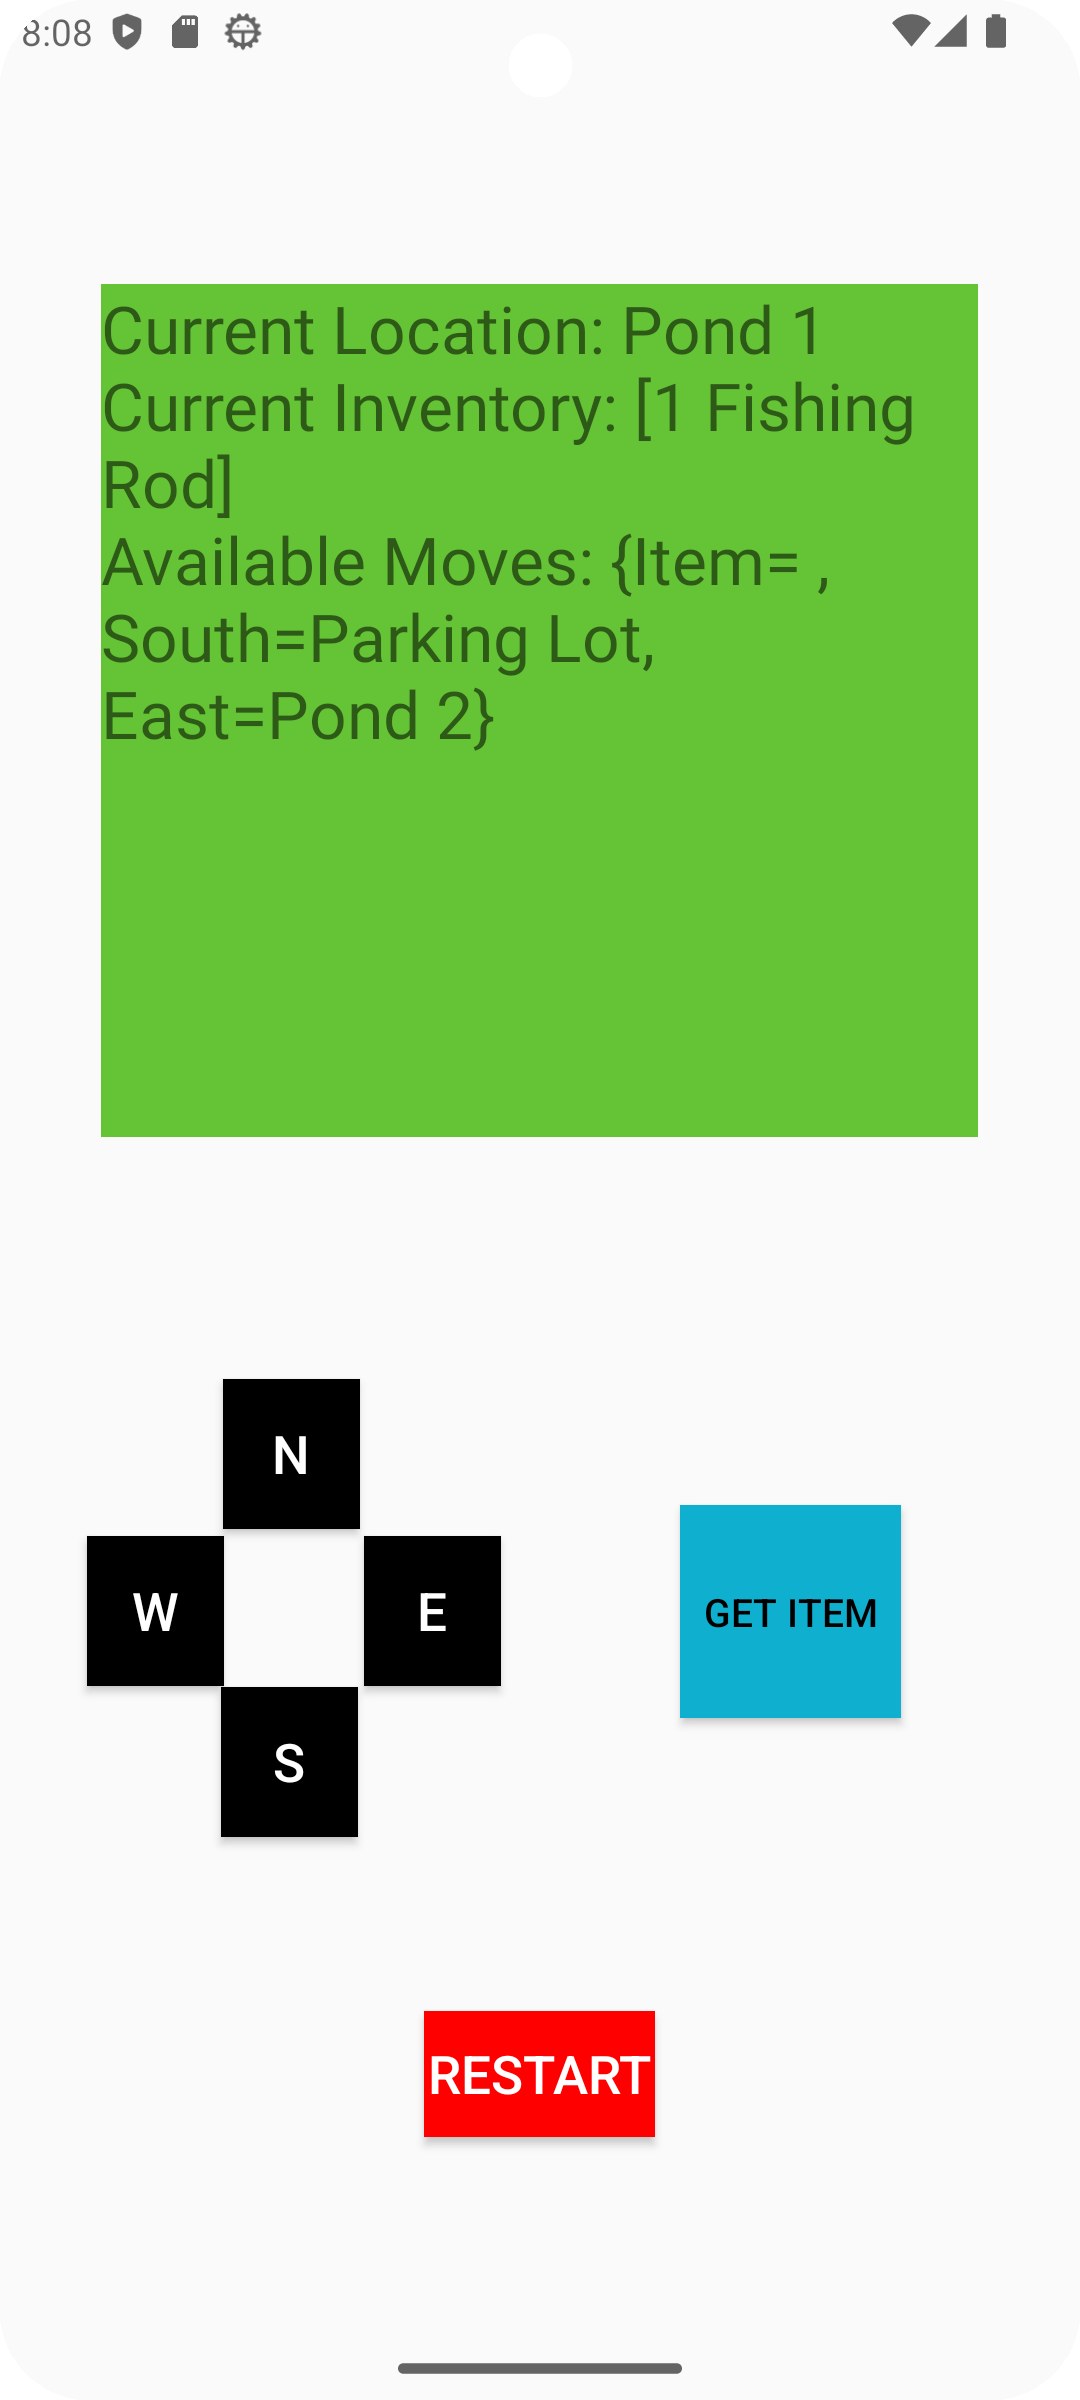 8:08
Current Location: Pond 1
Current Inventory: [1 Fishing
Rod]
Available Moves: {Item= ,
South=Parking Lot,
East=Pond 2}
N
W
E
GET ITEM
S
RESTART